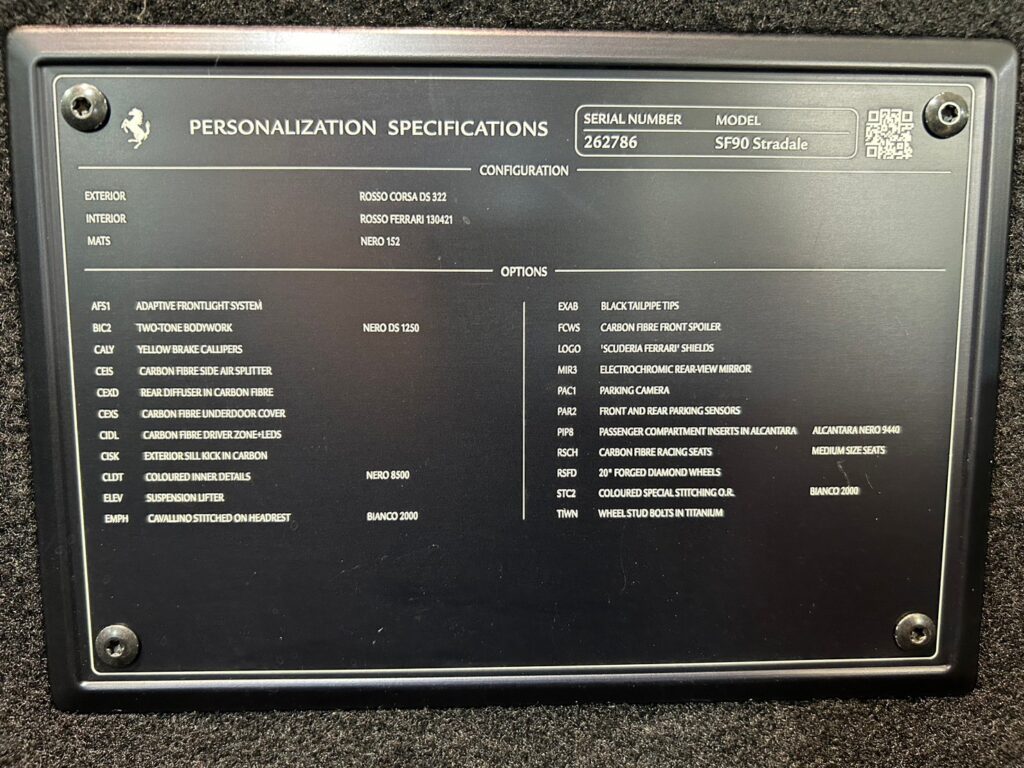 PERSONALIZATION SPECIFICATIONS
SERIAL NUMBER MODEL
262786 SF90 Stradale
CONFIGURATION
EXTERIOR ROSSO CORSA DS 322
INTERIOR ROSSO FERRARI 130421
MATS NERO 152
OPTIONS
AFS1 ADAPTIVE FRONTLIGHT SYSTEM
BIC2 TWO-TONE BODYWORK NERO DS 1250
CALY YELLOW BRAKE CALLIPERS
CEIS CARBON FIBRE SIDE AIR SPLITTER
CEXD REAR DIFFUSER IN CARBON FIBRE
CEXS CARBON FIBRE UNDERDOOR COVER
CIDL CARBON FIBRE DRIVER ZONE+LEDS
CISK EXTERIOR SILL KICK IN CARBON
CLDT COLOURED INNER DETAILS NERO 8500
ELEV SUSPENSION LIFTER
EMPH CAVALLINO STITCHED ON HEADREST BIANCO 2000
EXAB BLACK TAILPIPE TIPS
FCWS CARBON FIBRE FRONT SPOILER
LOGO 'SCUDERIA FERRARI' SHIELDS
MIR3 ELECTROCHROMIC REAR-VIEW MIRROR
PAC1 PARKING CAMERA
PAR2 FRONT AND REAR PARKING SENSORS
PIP8 PASSENGER COMPARTMENT INSERTS IN ALCANTARA ALCANTARA NERO 9440
RSCH CARBON FIBRE RACING SEATS MEDIUM SIZE SEATS
RSFD 20" FORGED DIAMOND WHEELS
STC2 COLOURED SPECIAL STITCHING O.R. BIANCO 2000
TIWN WHEEL STUD BOLTS IN TITANIUM